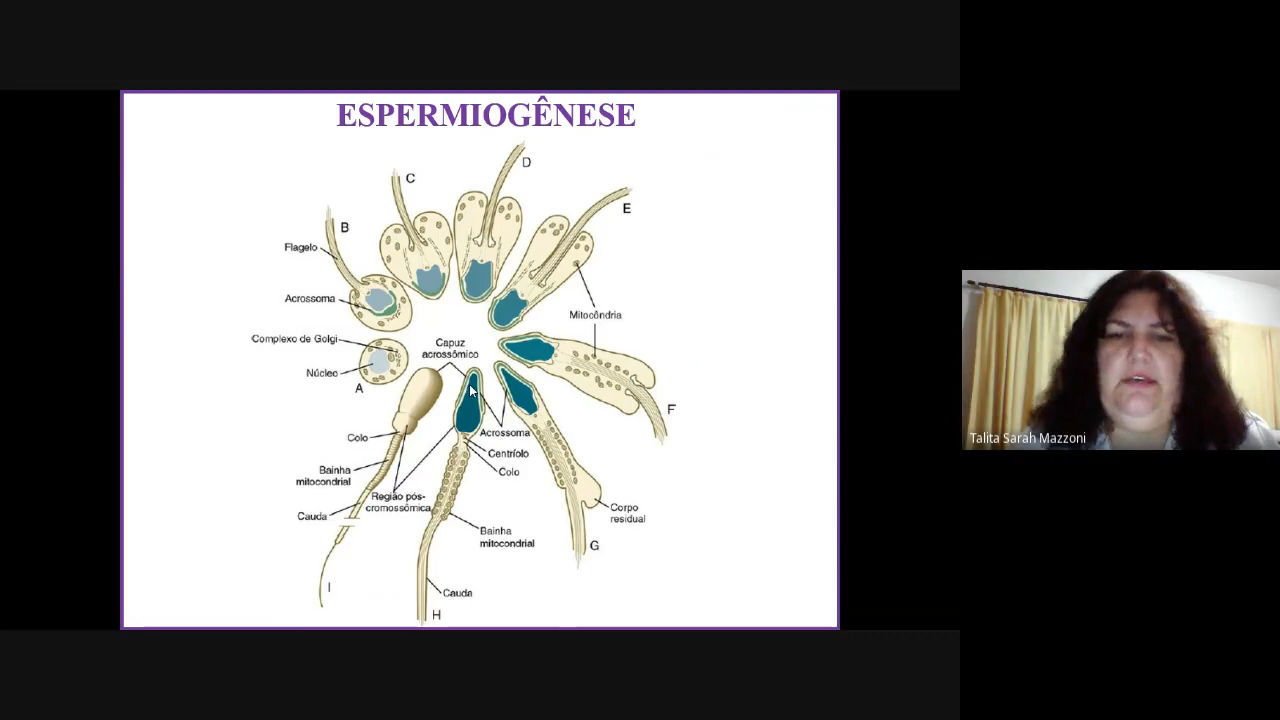 ESPERMIOGÊNESE
D
C
E
B
Flagelo
Acrossoma
Mitocôndria
Complexo de Golgi
Capuz
acrossômico
Núcleo
A
F
Colo
Acrossoma
Centríolo
Colo
Bainha
mitocondrial
Região pós-
cromossômica
Cauda
Corpo
residual
Bainha
mitocondrial
G
I
Cauda
H
Talita Sarah Mazzoni